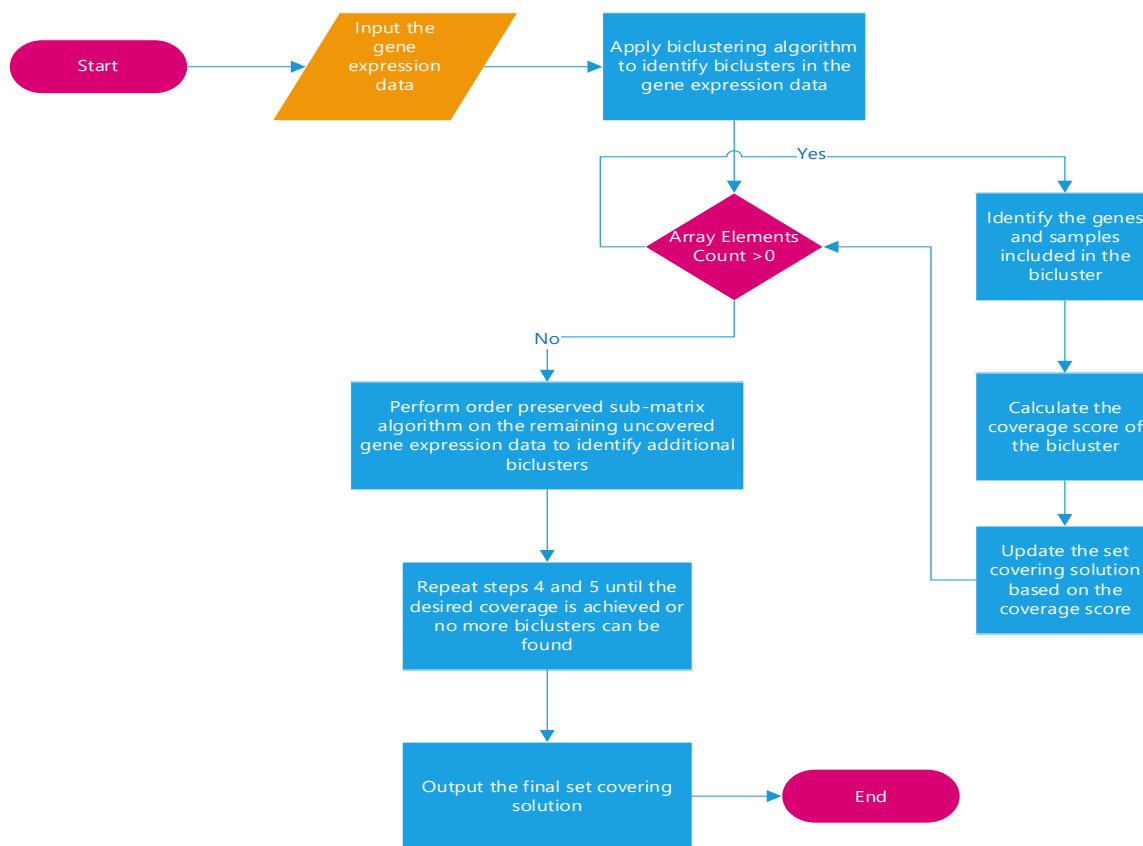 Start
Input the
gene
expression
data
Apply biclustering algorithm
to identify biclusters in the
gene expression data
Yes
Array Elements
Count >0
Identify the genes
and samples
included in the
bicluster
No
Calculate the
coverage score of
the bicluster
Perform order preserved sub-matrix
algorithm on the remaining uncovered
gene expression data to identify additional
biclusters
Update the set
covering solution
based on the
coverage score
Repeat steps 4 and 5 until the
desired coverage is achieved or
no more biclusters can be
found
Output the final set covering
solution
End